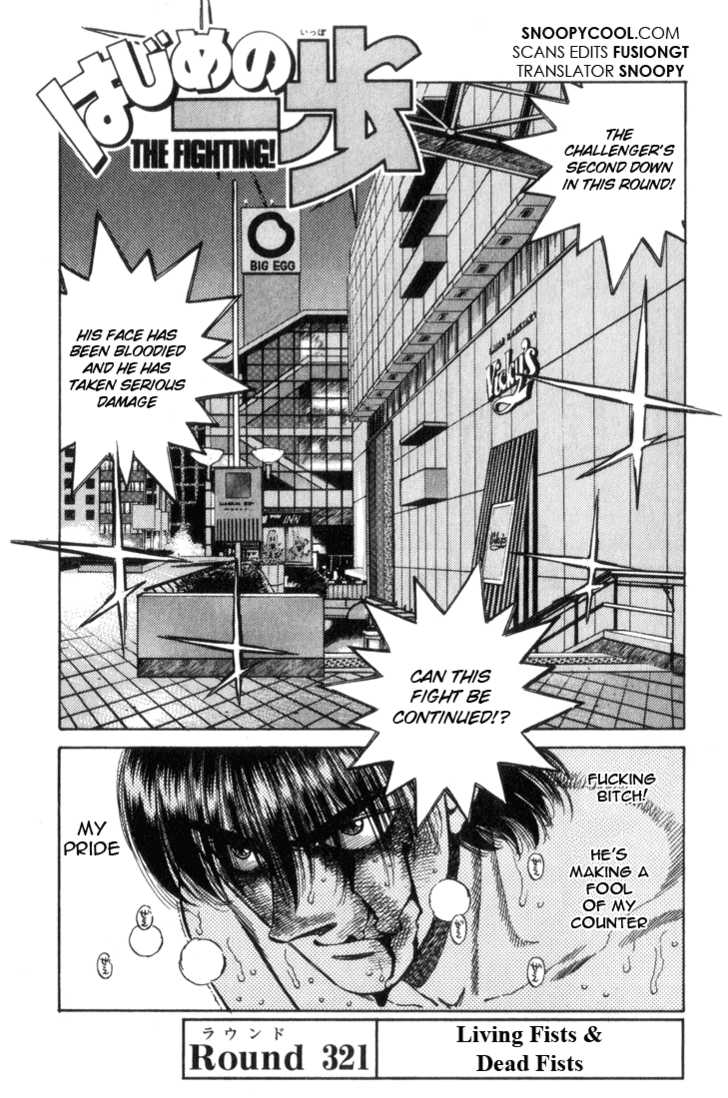 SNOOPYCOOL.COM
SCANS EDITS FUSIONGT
TRANSLATOR SNOOPY
いっぽ
はじめの一歩
THE FIGHTING!
THE
CHALLENGER'S
SECOND DOWN
IN THIS ROUND!
BIG EGG
HIS FACE HAS
BEEN BLOODIED
AND HE HAS
TAKEN SERIOUS
DAMAGE
Vicky's
INN
CAN THIS
FIGHT BE
CONTINUED!?
FUCKING
BITCH!
MY
PRIDE
HE'S
MAKING A
FOOL
OF MY
COUNTER
ラウンド
Round 321
Living Fists &
Dead Fists